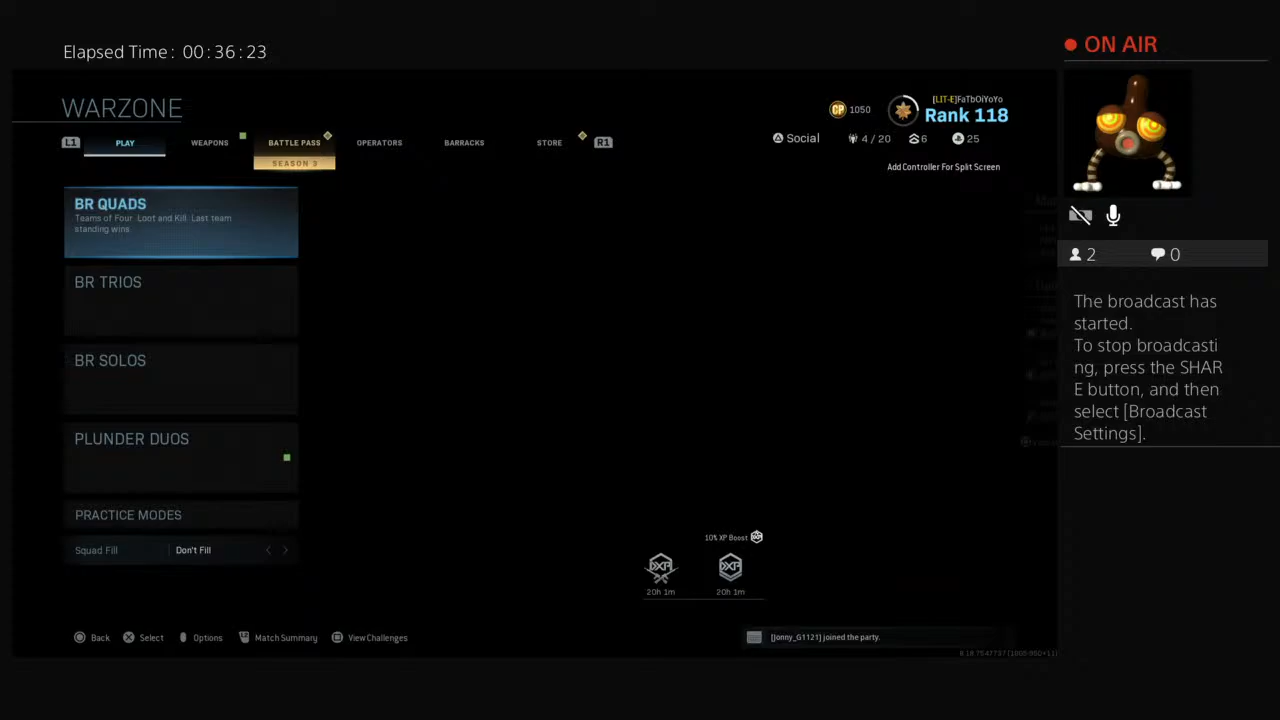 Elapsed Time: 00:36:23
ON AIR
WARZONE
CP 1050
[LIT-E]FaTbOiYoYo
Rank 118
L1 PLAY WEAPONS BATTLE PASS OPERATORS BARRACKS STORE R1
SEASON 3
Social 4 / 20 6 25
Add Controller For Split Screen
BR QUADS
Teams of Four. Loot and Kill. Last team
standing wins.
BR TRIOS
BR SOLOS
PLUNDER DUOS
PRACTICE MODES
Squad Fill Don't Fill
2 0
The broadcast has
started.
To stop broadcasti
ng, press the SHAR
E button, and then
select [Broadcast
Settings].
10% XP Boost
20h 1m 20h 1m
Back Select Options Match Summary View Challenges
[Jonny_G1121] joined the party.